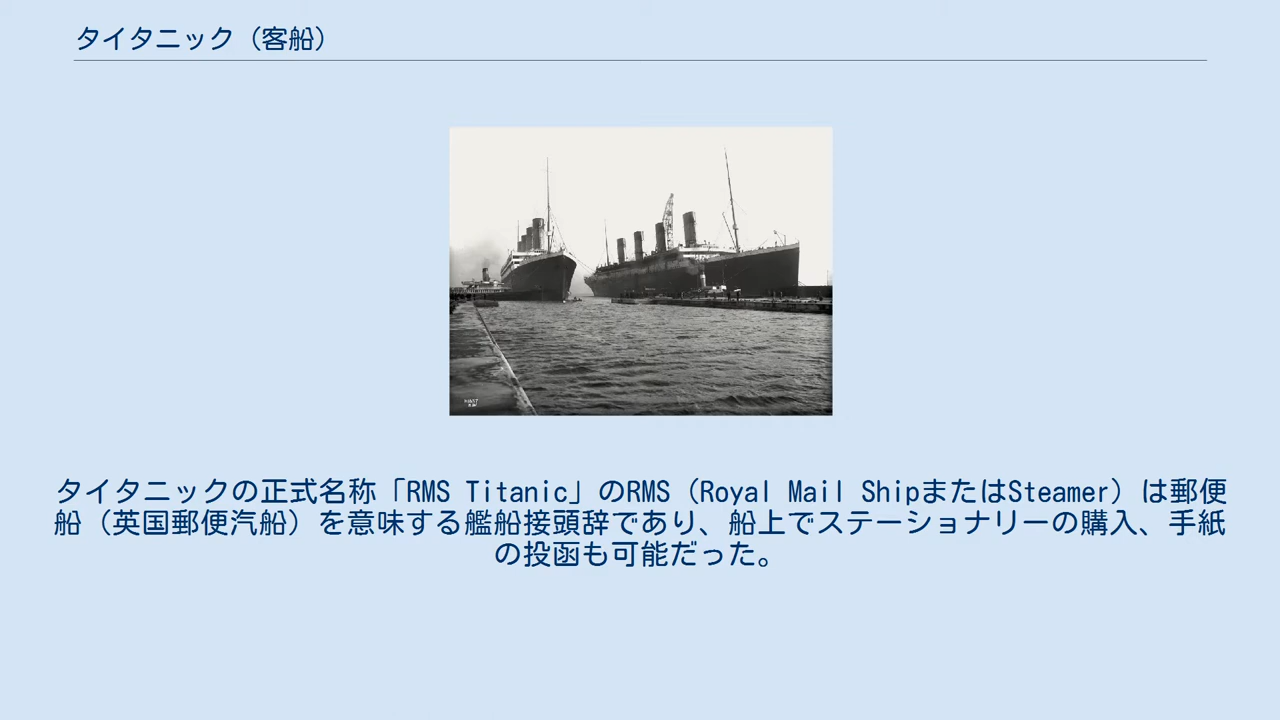 タイタニック（客船）
タイタニックの正式名称「RMS Titanic」のRMS（Royal Mail ShipまたはSteamer）は郵便
船（英国郵便汽船）を意味する艦船接頭辞であり、船上でステーショナリーの購入、手紙
の投函も可能だった。